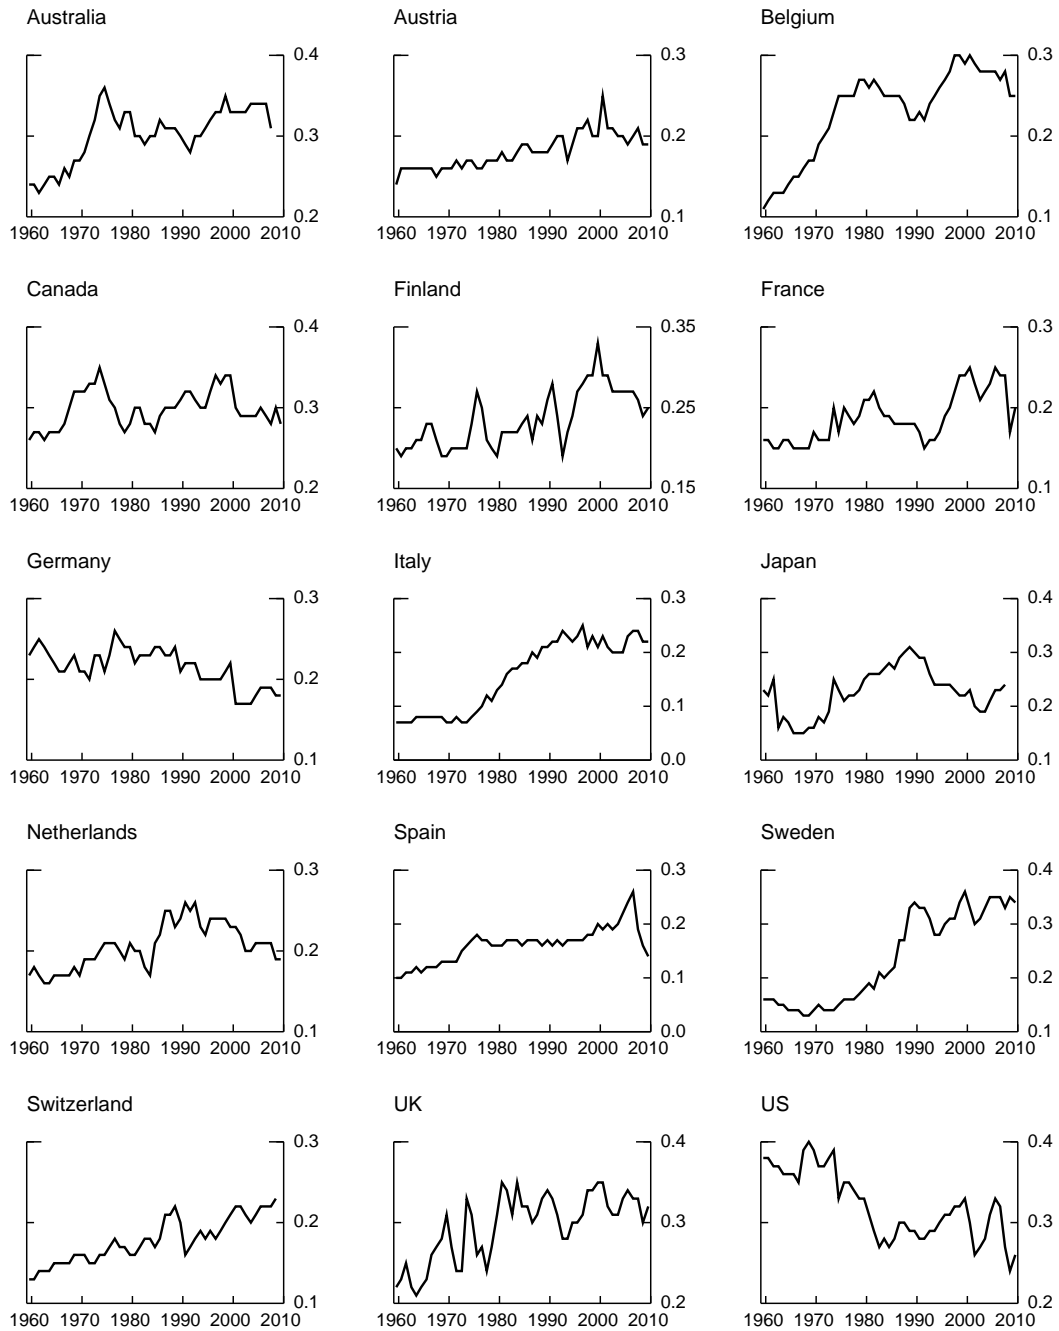 Australia Austria Belgium
0.4 0.3 0.3
0.3 0.2 0.2
0.2 0.1 0.1
1960 1970 1980 1990 2000 2010 1960 1970 1980 1990 2000 2010 1960 1970 1980 1990 2000 2010
Canada Finland France
0.4 0.35 0.3
0.3 0.25 0.2
0.2 0.15 0.1
1960 1970 1980 1990 2000 2010 1960 1970 1980 1990 2000 2010 1960 1970 1980 1990 2000 2010
Germany Italy Japan
0.3 0.3 0.4
0.2 0.3
0.2
0.1 0.2
0.1 0.0 0.1
1960 1970 1980 1990 2000 2010 1960 1970 1980 1990 2000 2010 1960 1970 1980 1990 2000 2010
Netherlands Spain Sweden
0.3 0.3 0.4
0.2 0.3
0.2
0.1 0.2
0.1 0.0 0.1
1960 1970 1980 1990 2000 2010 1960 1970 1980 1990 2000 2010 1960 1970 1980 1990 2000 2010
Switzerland UK US
0.3 0.4 0.4
0.2 0.3 0.3
0.1 0.2 0.2
1960 1970 1980 1990 2000 2010 1960 1970 1980 1990 2000 2010 1960 1970 1980 1990 2000 2010